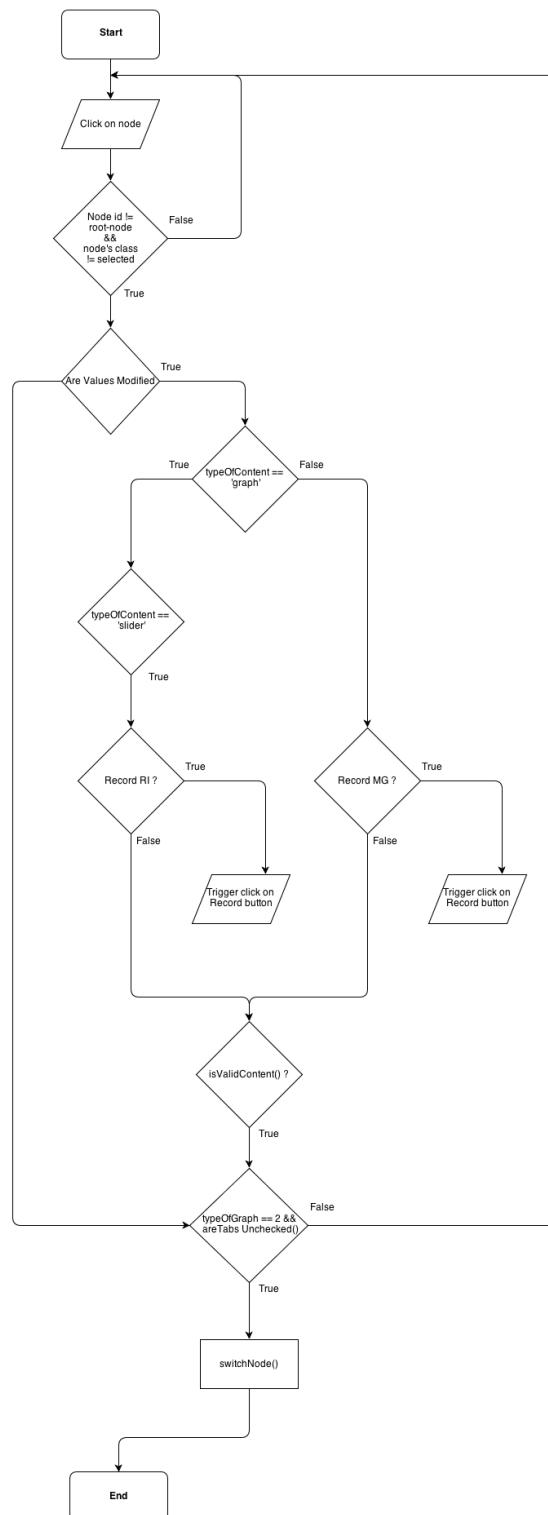 Start
Click on node
Node id !=
root-node
&&
node's class
!= selected
False
True
Are Values Modified
True
typeOfContent ==
'graph'
True
False
typeOfContent ==
'slider'
True
Record RI ?
True
False
Record MG ?
True
False
Trigger click on
Record button
Trigger click on
Record button
isValidContent() ?
True
typeOfGraph == 2 &&
areTabs Unchecked()
False
True
switchNode()
End